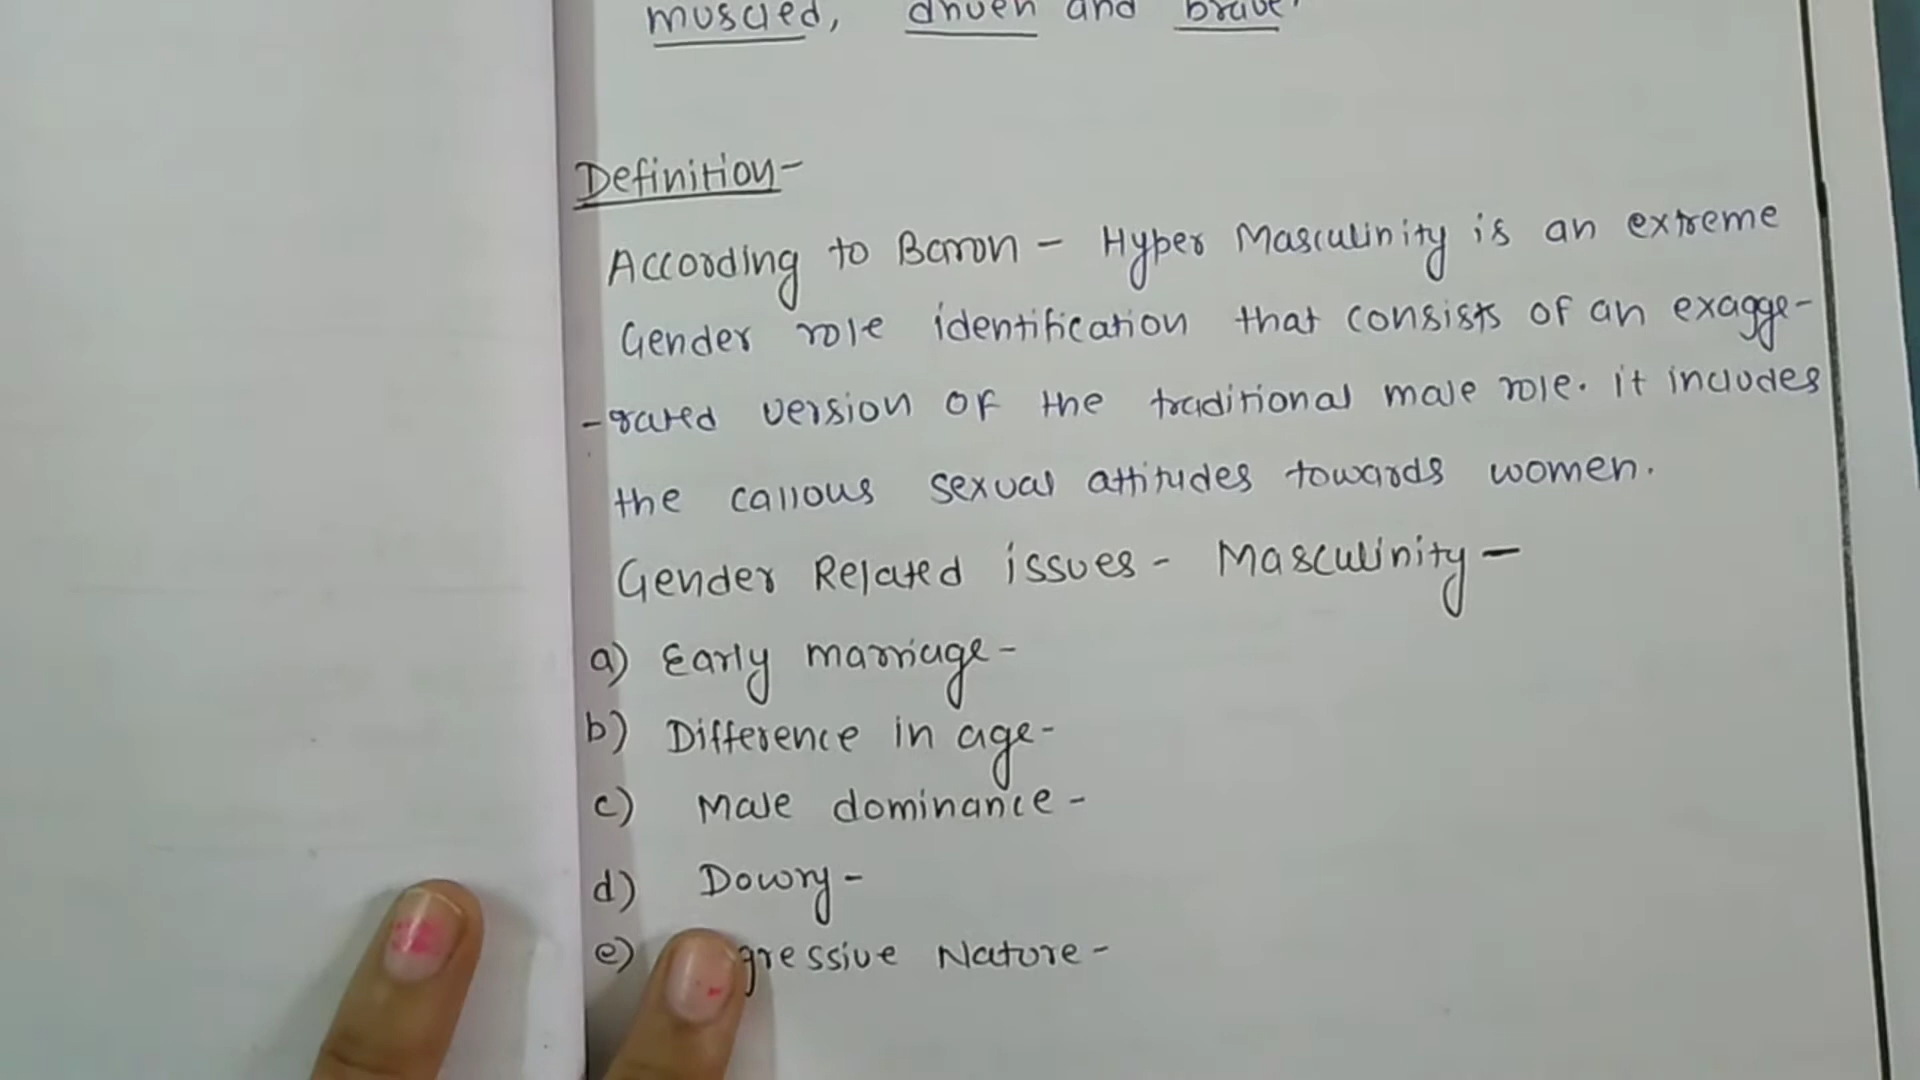 muscled, driven and brave.
Definition-
According to Baron - Hyper Masculinity is an extreme
Gender role identification that consists of an exagge-
-rated version of the traditional male role. it includes
the callous sexual attitudes towards women.
Gender Related issues - Masculinity -
a) Early marriage -
b) Difference in age-
c) Male dominance -
d) Dowry -
e) gressive Nature -